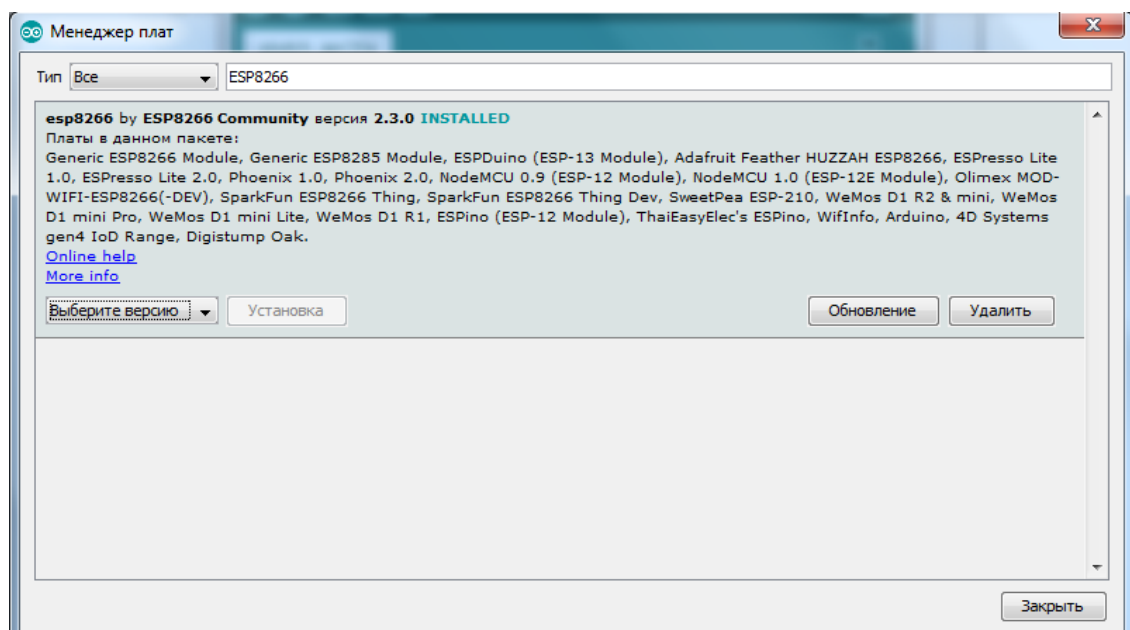 Менеджер плат
Тип Все ESP8266
esp8266 by ESP8266 Community версия 2.3.0 INSTALLED
Платы в данном пакете:
Generic ESP8266 Module, Generic ESP8285 Module, ESPDuino (ESP-13 Module), Adafruit Feather HUZZAH ESP8266, ESPresso Lite
1.0, ESPresso Lite 2.0, Phoenix 1.0, Phoenix 2.0, NodeMCU 0.9 (ESP-12 Module), NodeMCU 1.0 (ESP-12E Module), Olimex MOD-
WIFI-ESP8266(-DEV), SparkFun ESP8266 Thing, SparkFun ESP8266 Thing Dev, SweetPea ESP-210, WeMos D1 R2 & mini, WeMos
D1 mini Pro, WeMos D1 mini Lite, WeMos D1 R1, ESPino (ESP-12 Module), ThaiEasyElec's ESPino, WifInfo, Arduino, 4D Systems
gen4 IoD Range, Digistump Oak.
Online help
More info
Выберите версию Установка Обновление Удалить
Закрыть